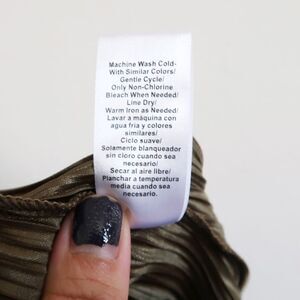 Machine Wash Cold-
With Similar Colors/
Gentle Cycle/
Only Non-Chlorine
Bleach When Needed/
Line Dry/
Warm Iron as Needed/
Lavar a máquina con
agua fria y colores
similares/
Ciclo suave/
Solamente blanqueador
sin cloro cuando sea
necesario/
Secar al aire libre/
Planchar a temperatura
media cuando sea
necesario.